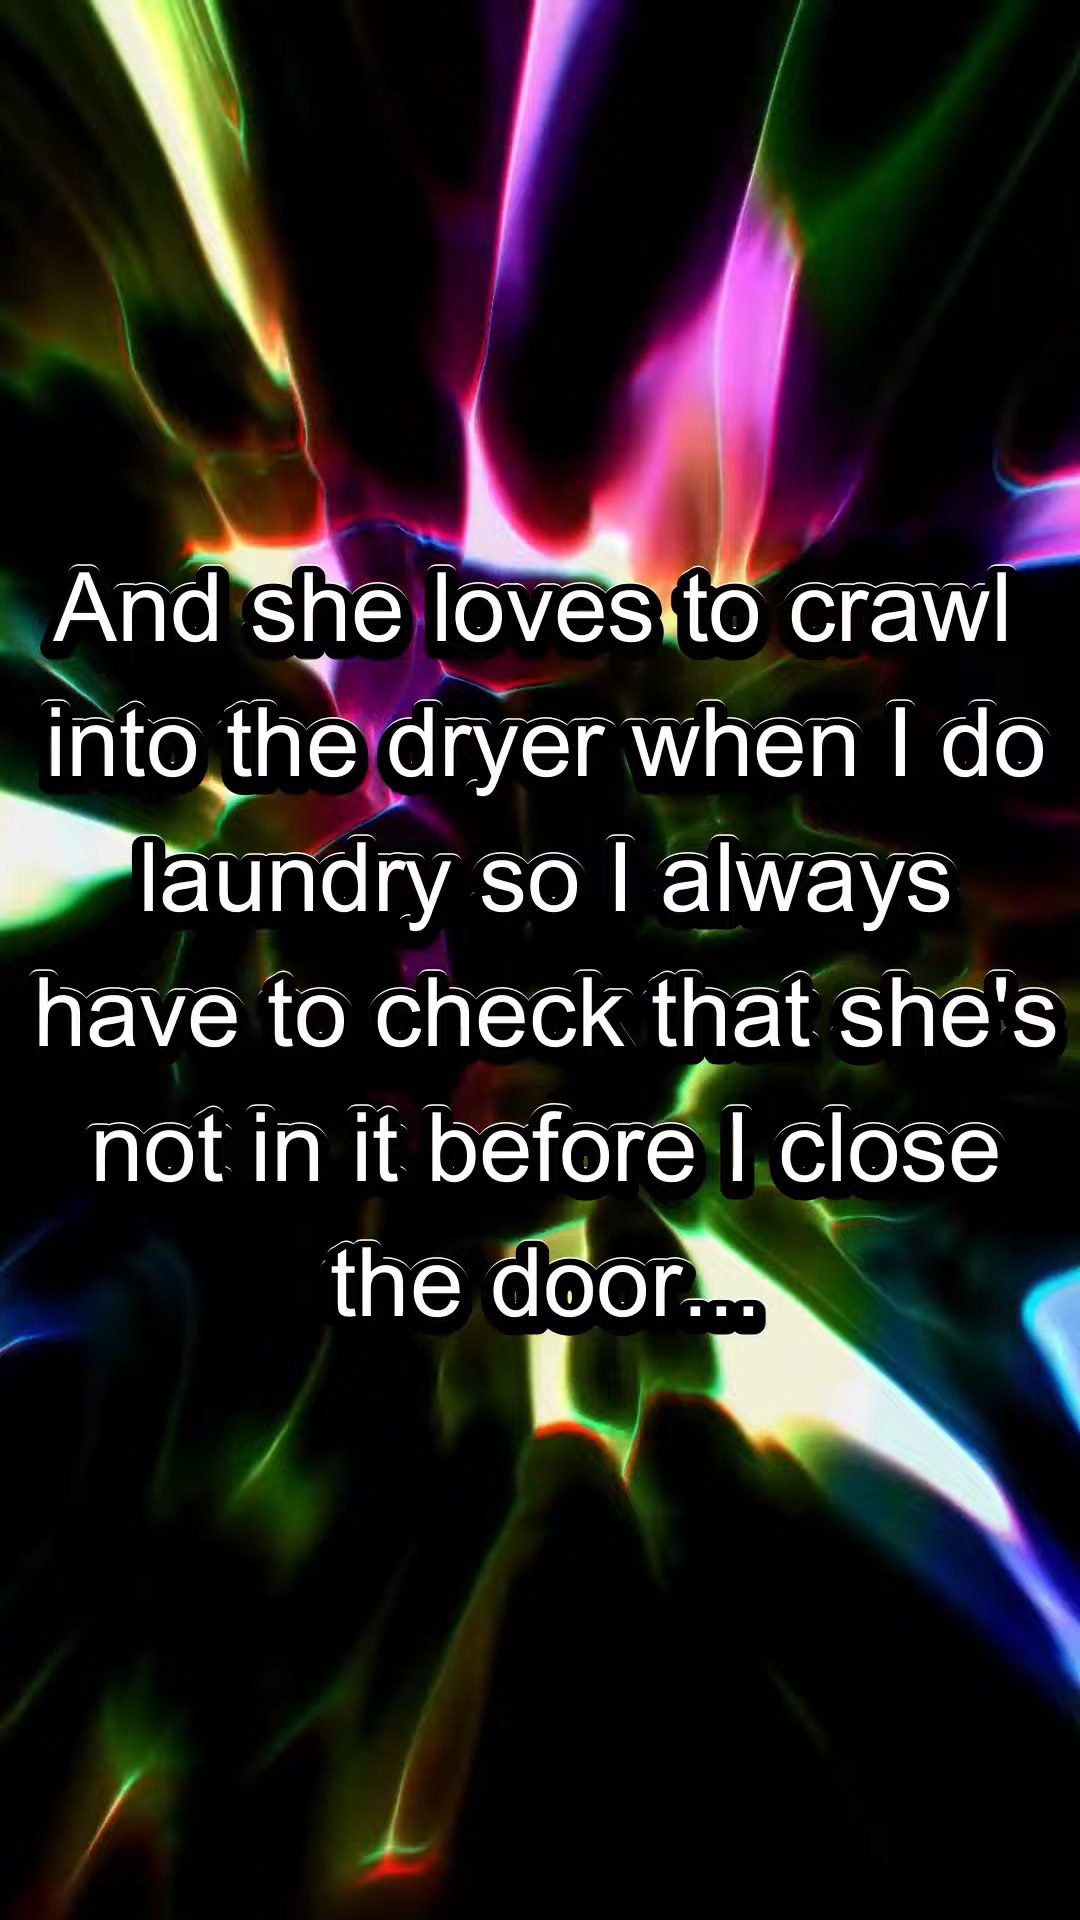 And she loves to crawl
into the dryer when I do
laundry so I always
have to check that she's
not in it before I close
the door...